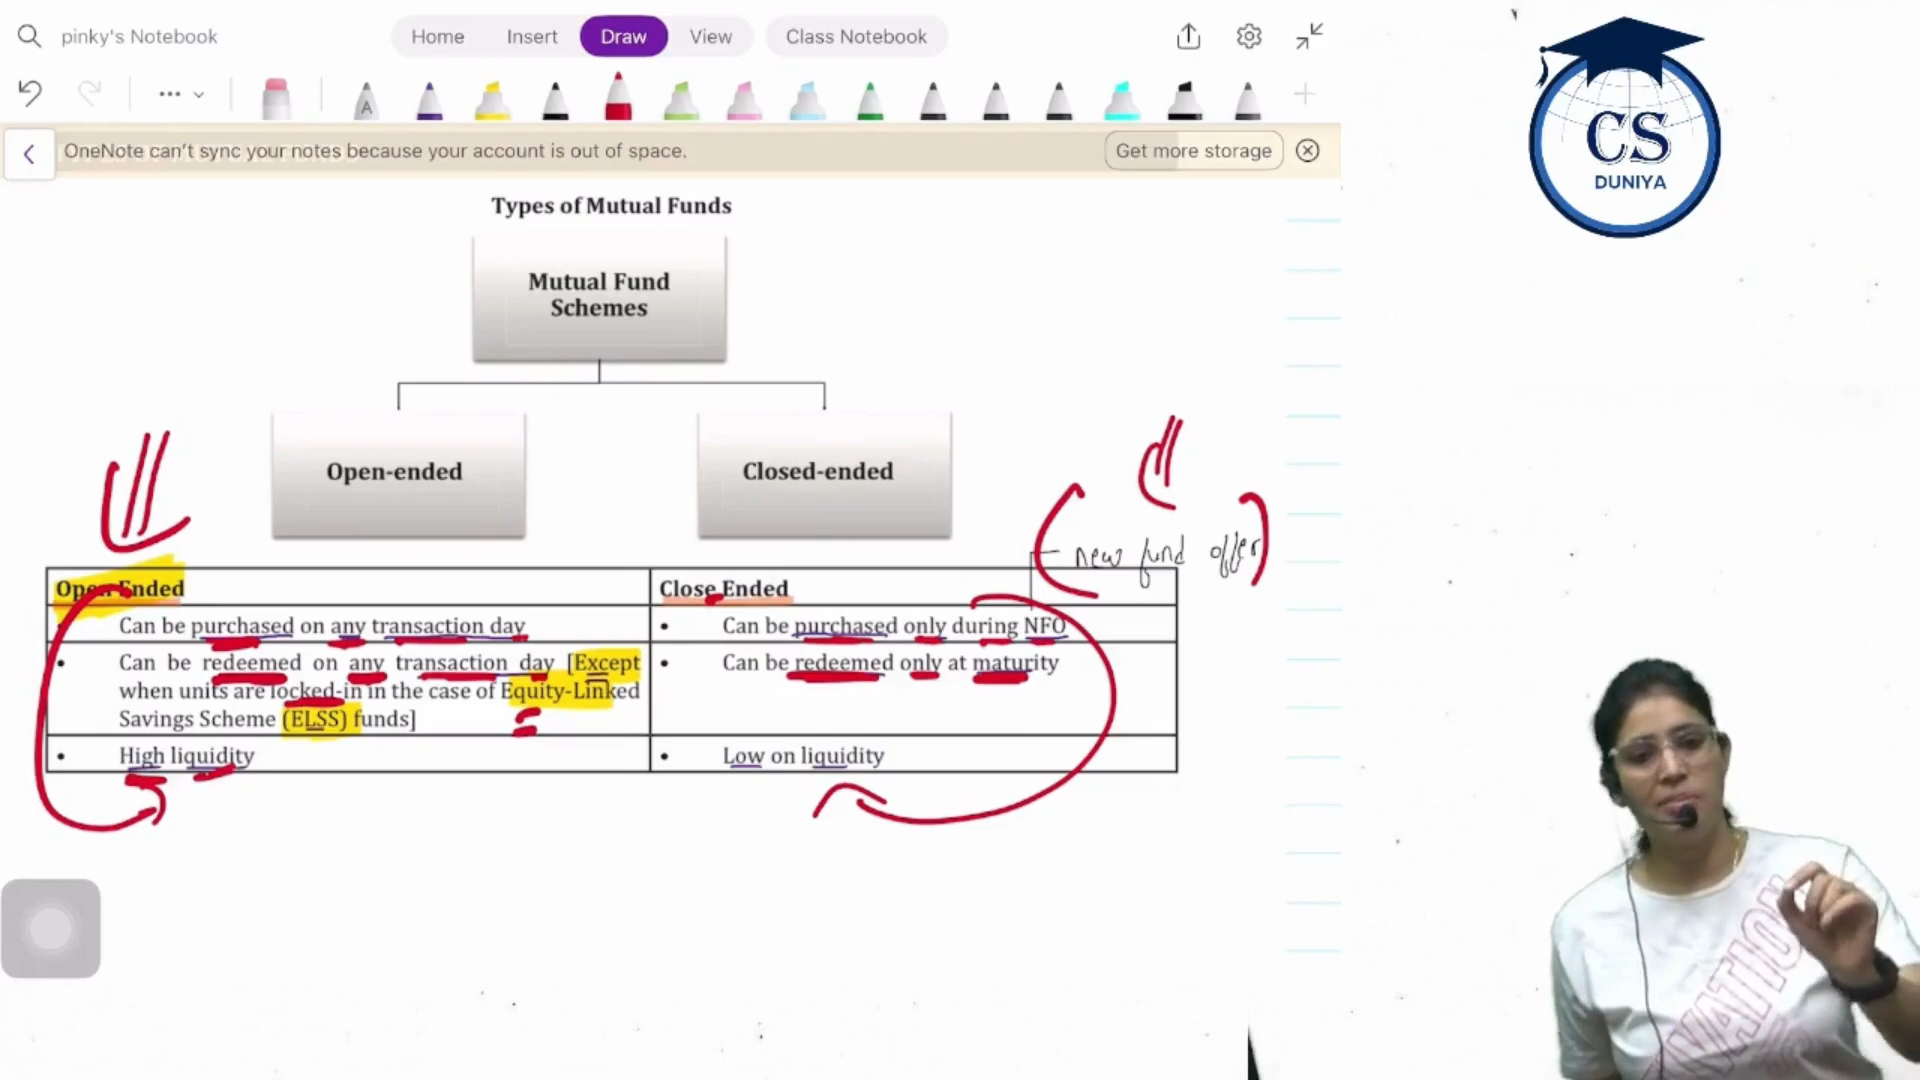 pinky's Notebook
Home Insert Draw View Class Notebook
A
OneNote can't sync your notes because your account is out of space.
Get more storage
CS
DUNIYA
Types of Mutual Funds
Mutual Fund
Schemes
Open-ended
Closed-ended
new fund offer
Open Ended
Close Ended
• Can be purchased on any transaction day
• Can be purchased only during NFO
• Can be redeemed on any transaction day [Except
when units are locked-in in the case of Equity-Linked
Savings Scheme (ELSS) funds]
• Can be redeemed only at maturity
• High liquidity
• Low on liquidity